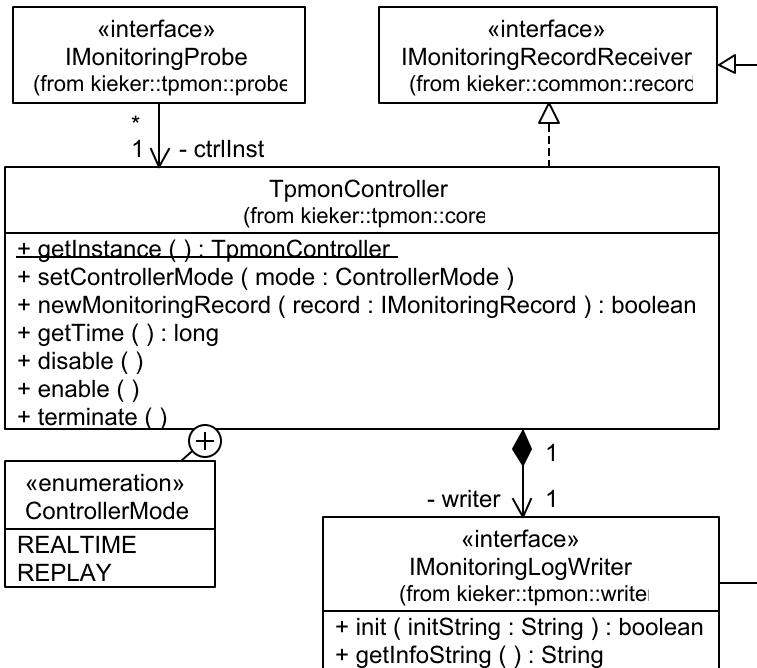 «interface»
IMonitoringProbe
(from kieker::tpmon::probe
«interface»
IMonitoringRecordReceiver
(from kieker::common::record
*
1
- ctrlInst
TpmonController
(from kieker::tpmon::core
+ getInstance ( ) : TpmonController
+ setControllerMode ( mode : ControllerMode )
+ newMonitoringRecord ( record : IMonitoringRecord ) : boolean
+ getTime ( ) : long
+ disable ( )
+ enable ( )
+ terminate ( )
1
- writer
1
«enumeration»
ControllerMode
REALTIME
REPLAY
«interface»
IMonitoringLogWriter
(from kieker::tpmon::write
+ init ( initString : String ) : boolean
+ getInfoString ( ) : String